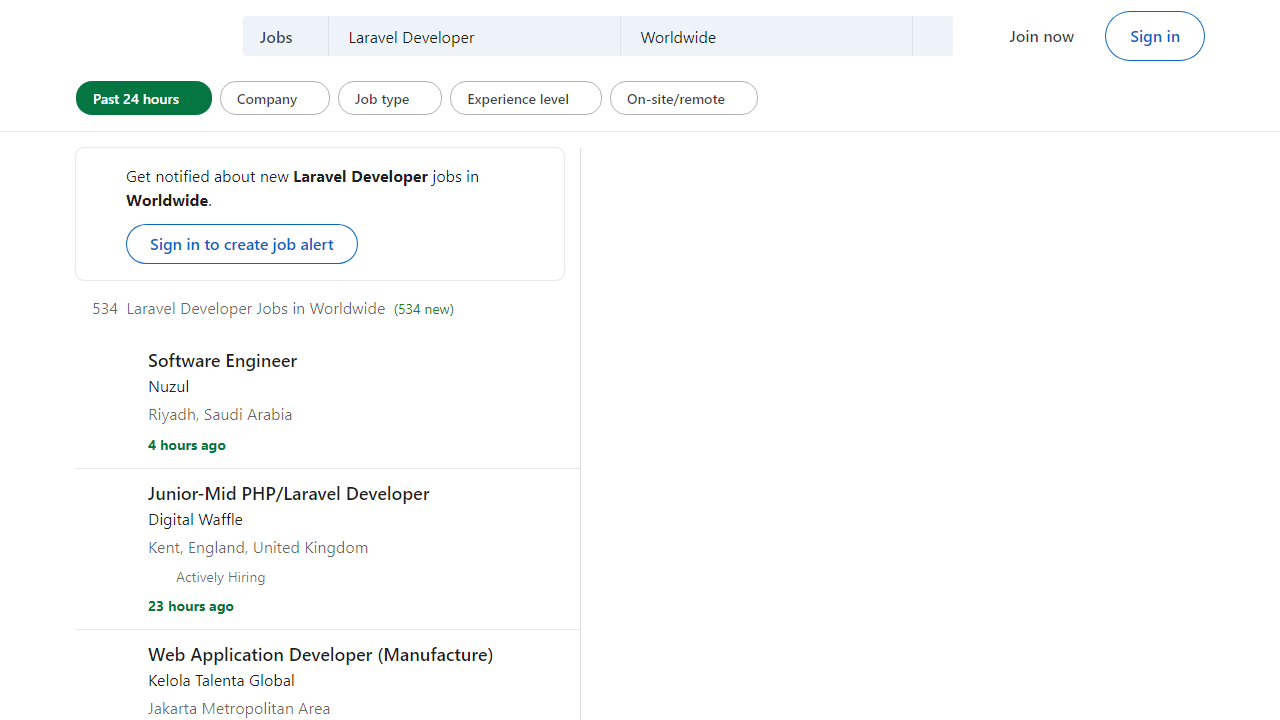 Jobs Laravel Developer Worldwide Join now Sign in
Past 24 hours Company Job type Experience level On-site/remote
Get notified about new Laravel Developer jobs in
Worldwide.
Sign in to create job alert
534 Laravel Developer Jobs in Worldwide (534 new)
Software Engineer
Nuzul
Riyadh, Saudi Arabia
4 hours ago
Junior-Mid PHP/Laravel Developer
Digital Waffle
Kent, England, United Kingdom
Actively Hiring
23 hours ago
Web Application Developer (Manufacture)
Kelola Talenta Global
Jakarta Metropolitan Area